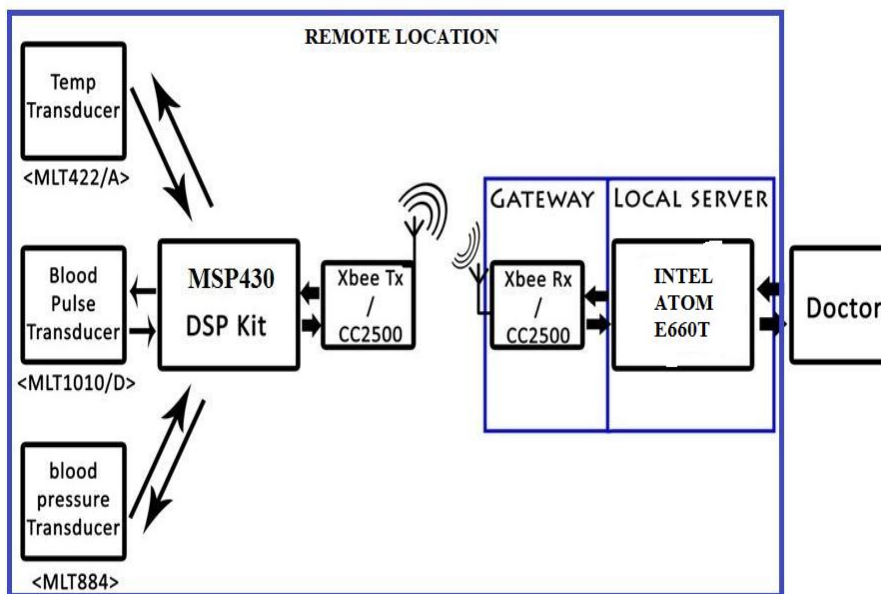 REMOTE LOCATION
Temp
Transducer
<MLT422/A>
Blood
Pulse
Transducer
<MLT1010/D>
blood
pressure
Transducer
<MLT884>
MSP430
DSP Kit
Xbee Tx
/
CC2500
GATEWAY
Xbee Rx
/
CC2500
LOCAL SERVER
INTEL
ATOM
E660T
Doctor